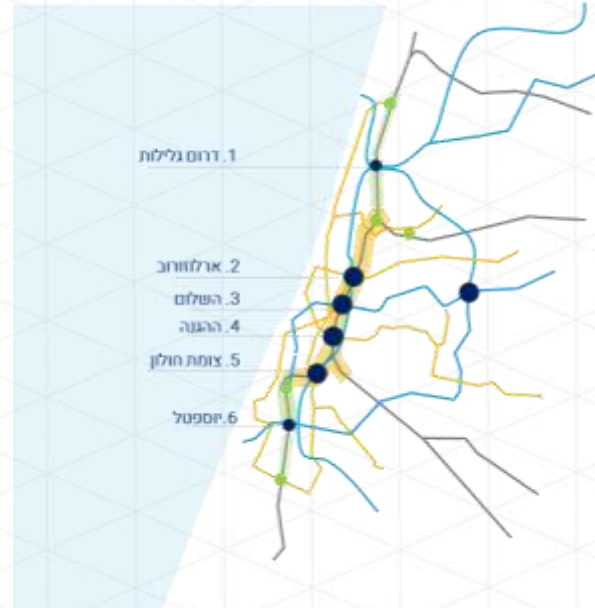 1. דרום גלילות
2. ארלוזורוב
3. השלום
4. ההגנה
5. צומת חולון
6. יוספטל